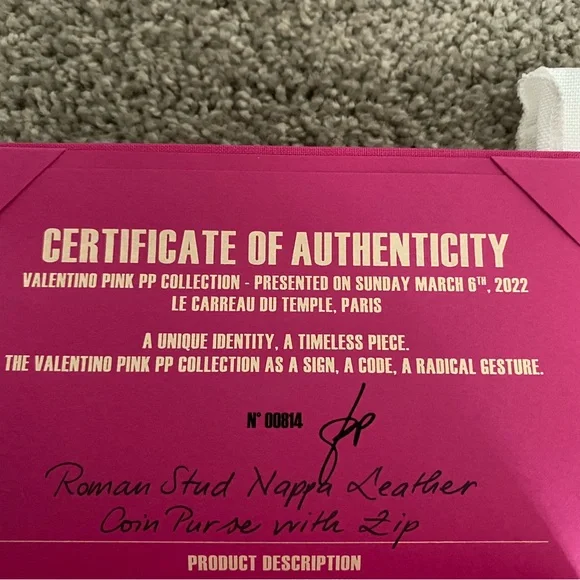 CERTIFICATE OF AUTHENTICITY
VALENTINO PINK PP COLLECTION - PRESENTED ON SUNDAY MARCH 6TH, 2022
LE CARREAU DU TEMPLE, PARIS
A UNIQUE IDENTITY, A TIMELESS PIECE.
THE VALENTINO PINK PP COLLECTION AS A SIGN, A CODE, A RADICAL GESTURE.
N° 00814
Roman Stud Nappa Leather
Coin Purse with Zip
PRODUCT DESCRIPTION